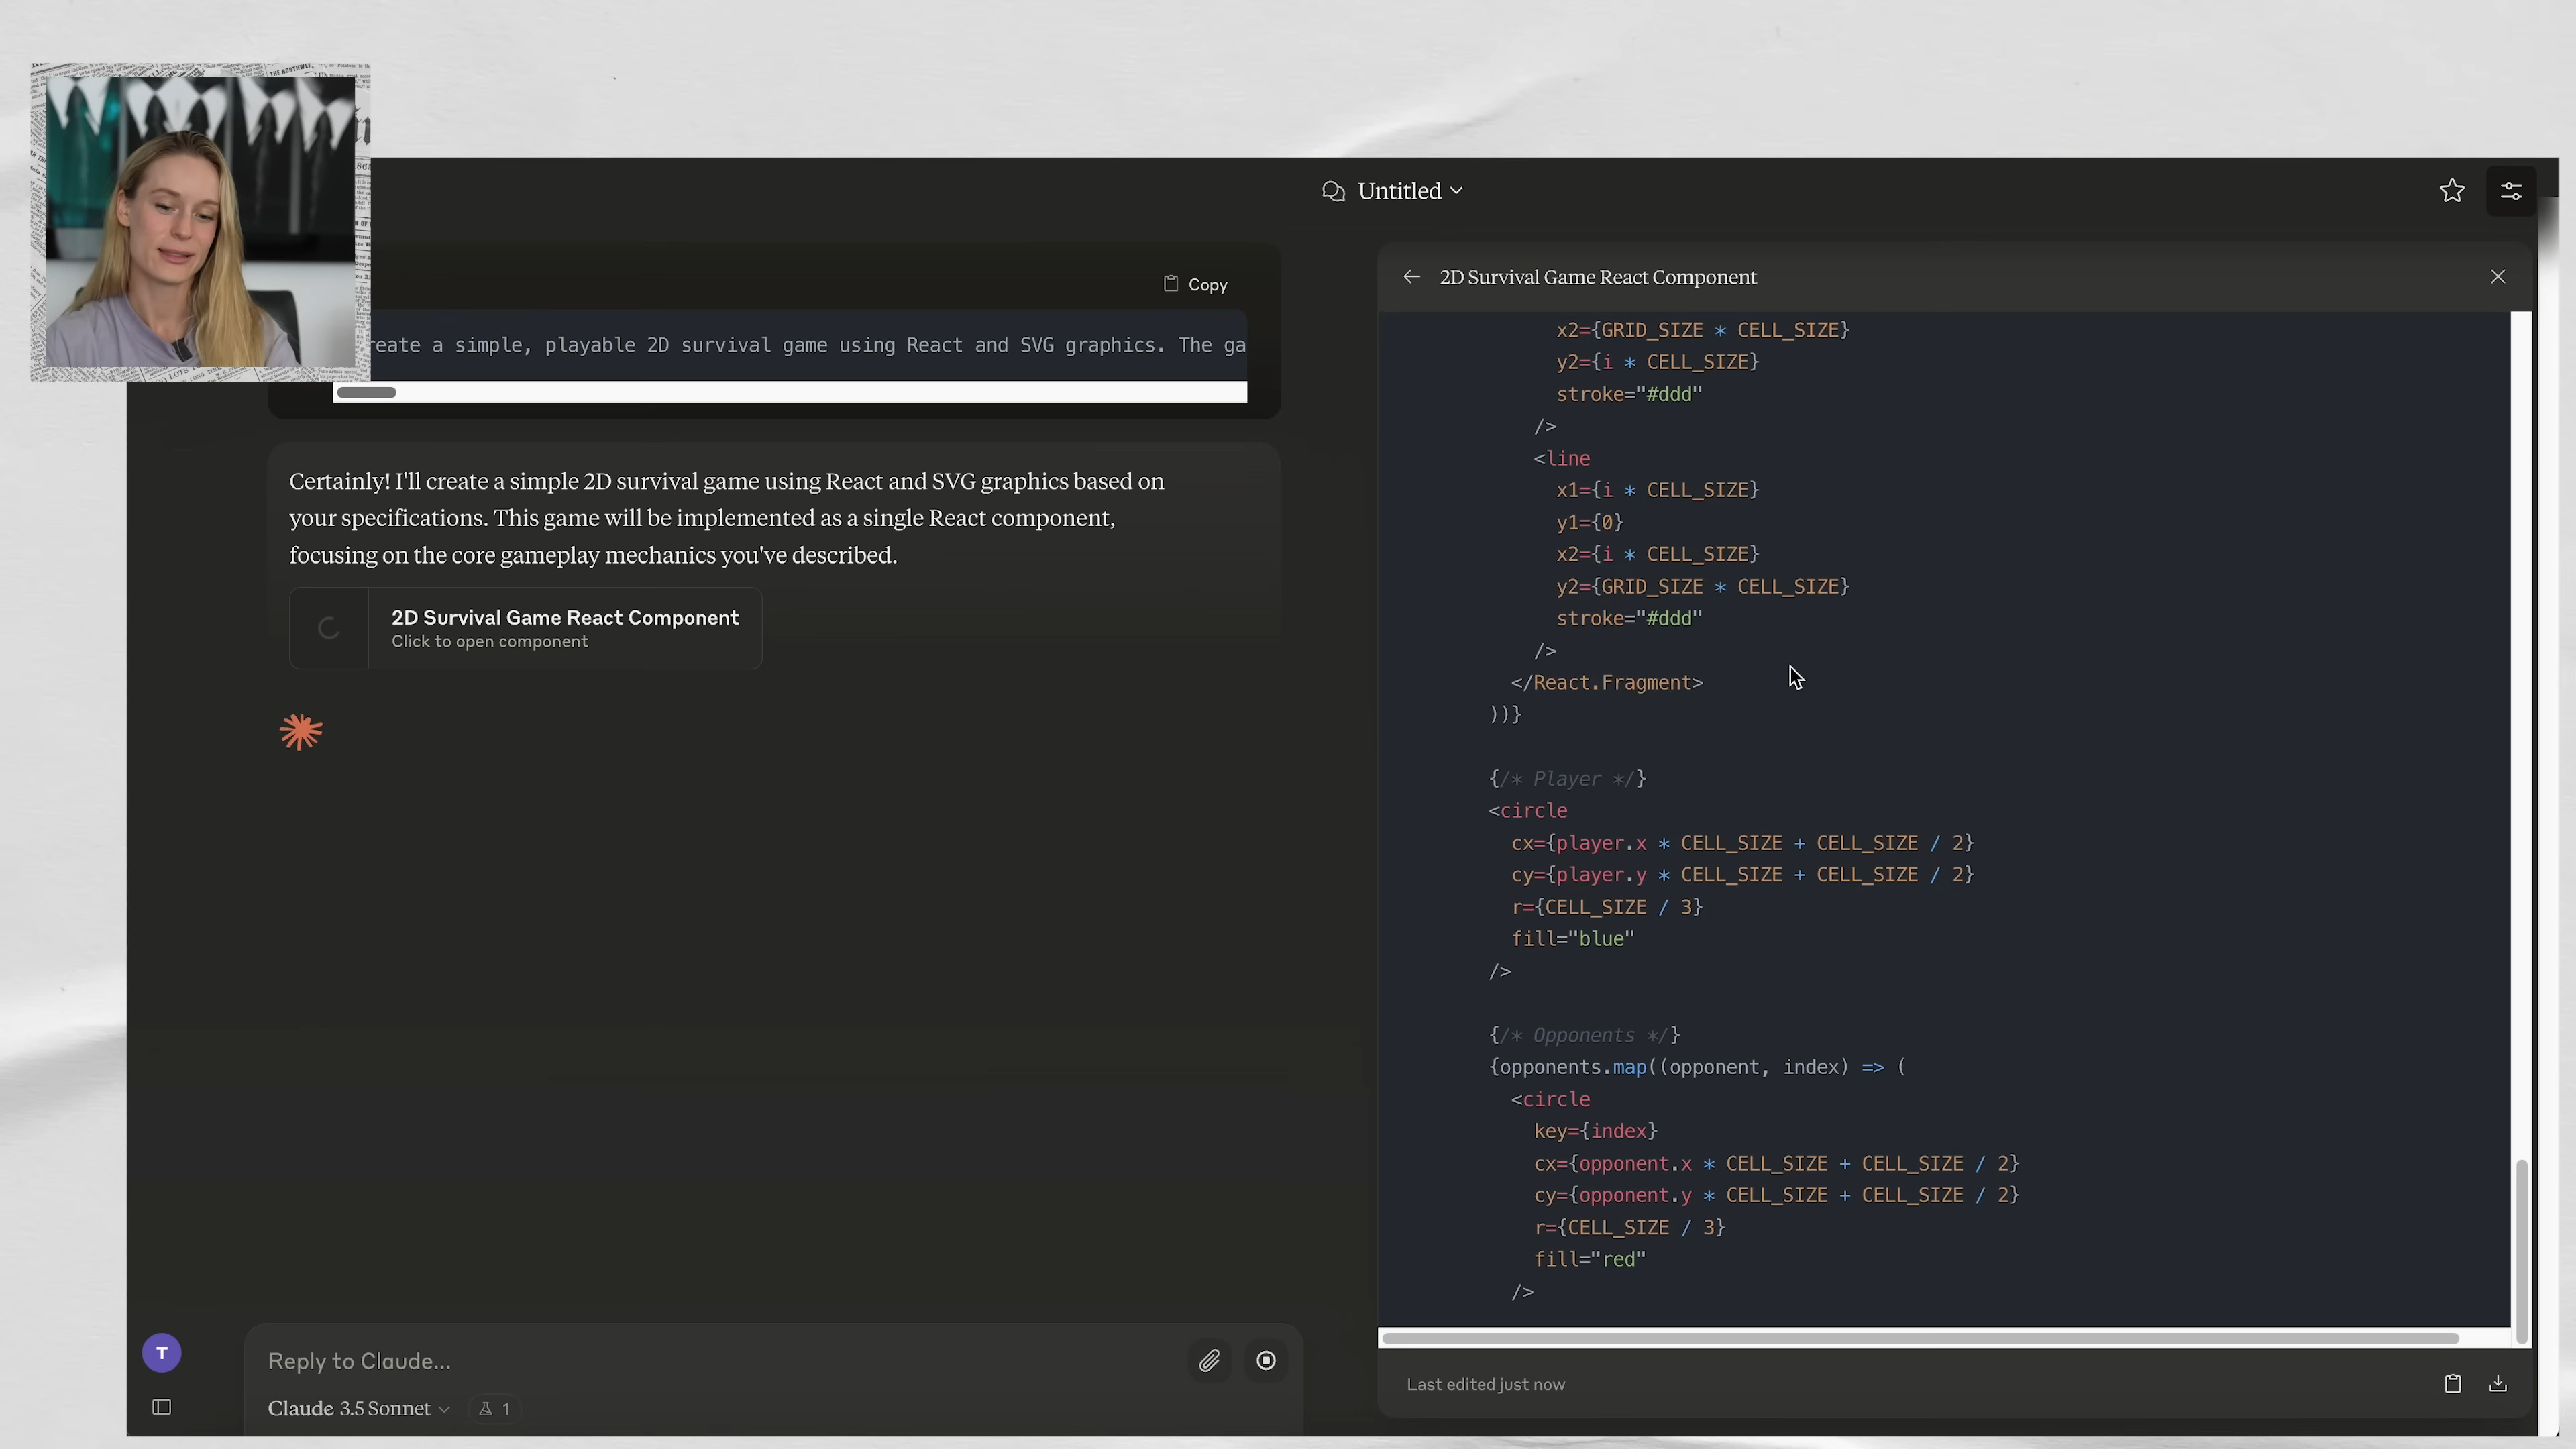 THE NORTHWEST.
Untitled
Copy
reate a simple, playable 2D survival game using React and SVG graphics. The ga
Certainly! I'll create a simple 2D survival game using React and SVG graphics based on
your specifications. This game will be implemented as a single React component,
focusing on the core gameplay mechanics you've described.
2D Survival Game React Component
Click to open component
T
Reply to Claude...
Claude 3.5 Sonnet
1
2D Survival Game React Component
x2={GRID_SIZE * CELL_SIZE}
y2={i * CELL_SIZE}
stroke="#ddd"
/>
<line
x1={i * CELL_SIZE}
y1={0}
x2={i * CELL_SIZE}
y2={GRID_SIZE * CELL_SIZE}
stroke="#ddd"
/>
</React.Fragment>
))}
{/* Player */}
<circle
cx={player.x * CELL_SIZE + CELL_SIZE / 2}
cy={player.y * CELL_SIZE + CELL_SIZE / 2}
r={CELL_SIZE / 3}
fill="blue"
/>
{/* Opponents */}
{opponents.map((opponent, index) => (
<circle
key={index}
cx={opponent.x * CELL_SIZE + CELL_SIZE / 2}
cy={opponent.y * CELL_SIZE + CELL_SIZE / 2}
r={CELL_SIZE / 3}
fill="red"
/>
Last edited just now